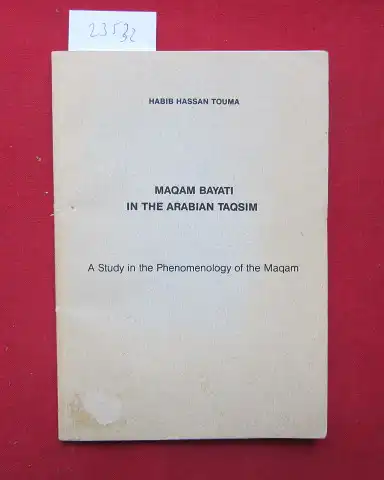 23532
HABIB HASSAN TOUMA
MAQAM BAYATI
IN THE ARABIAN TAQSIM
A Study in the Phenomenology of the Maqam